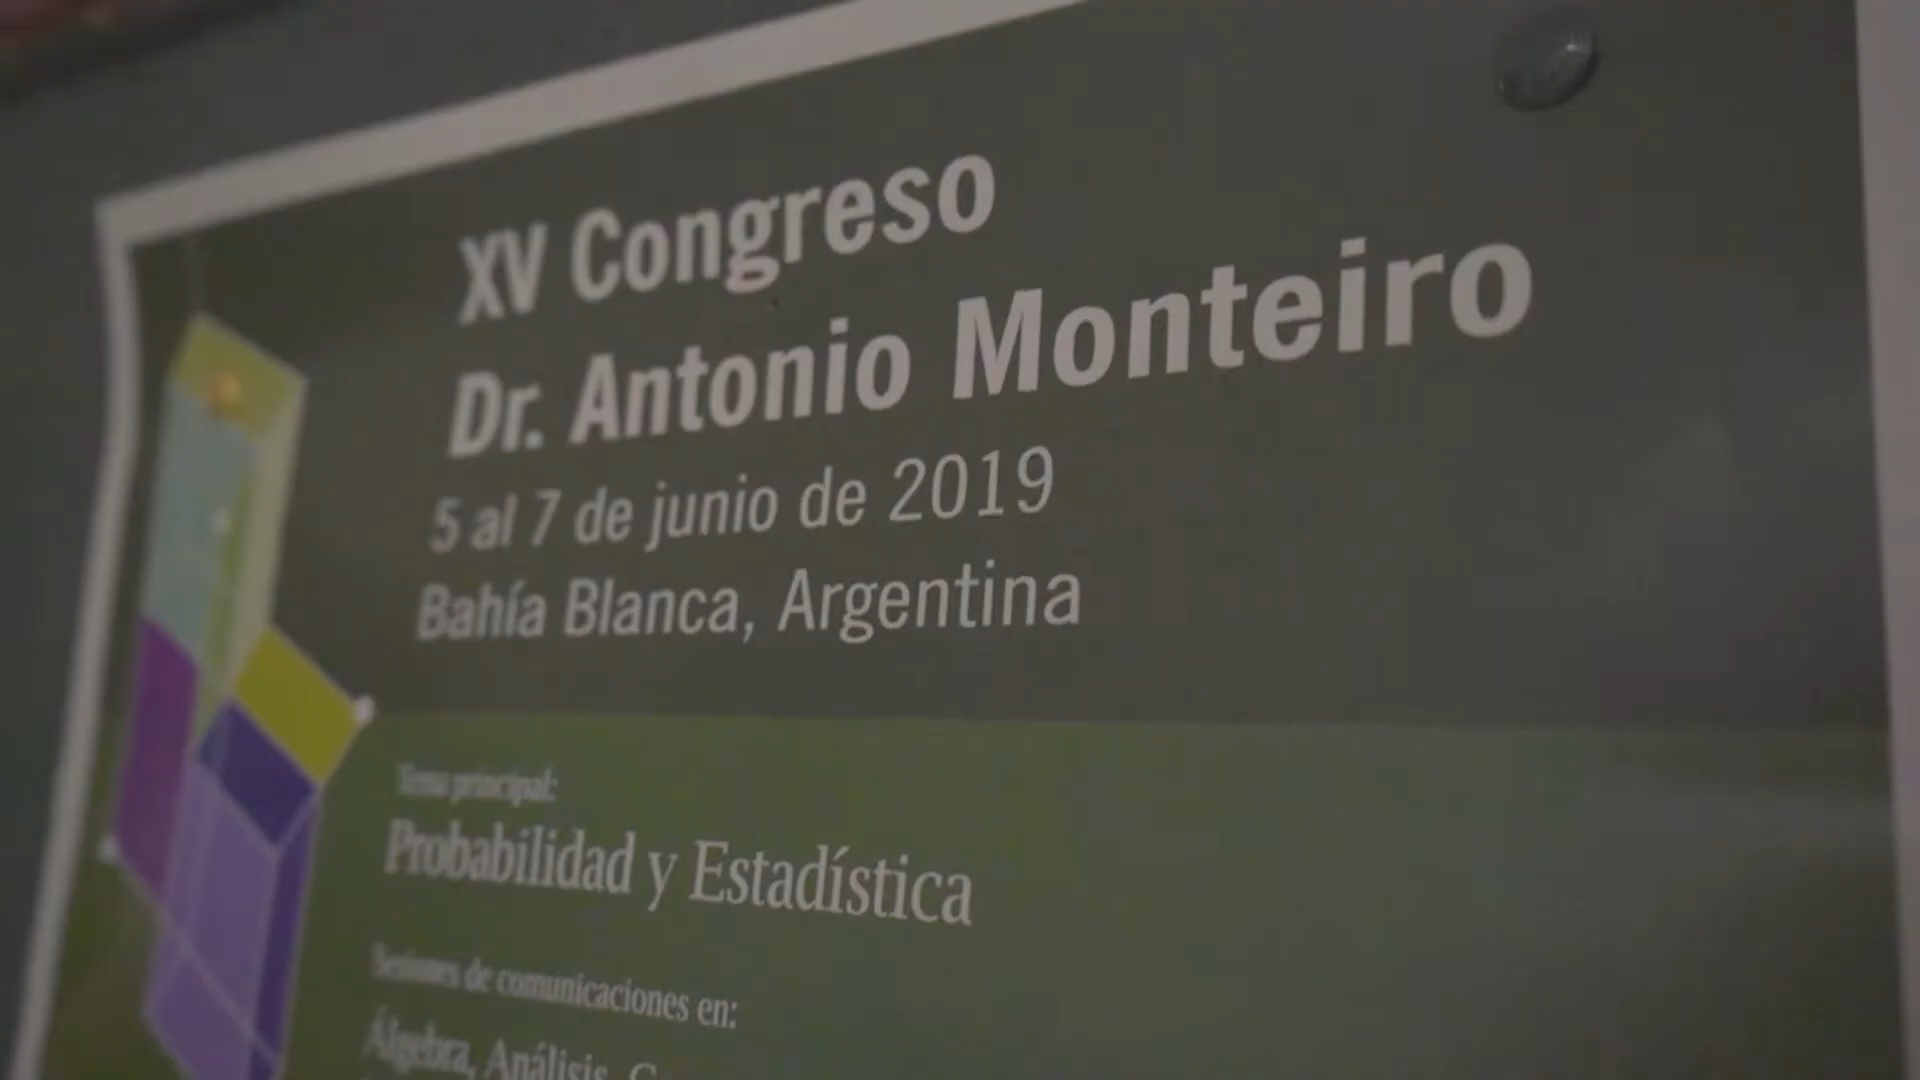 XV Congreso
Dr. Antonio Monteiro
5 al 7 de junio de 2019
Bahía Blanca, Argentina
Tema principal:
Probabilidad y Estadística
Sesiones de comunicaciones en:
Álgebra, Análisis,